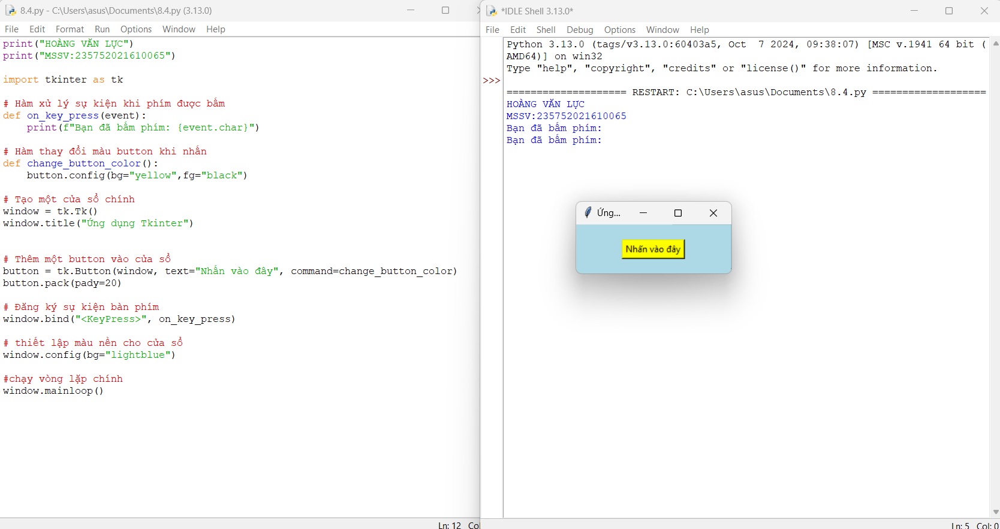 8.4.py - C:\Users\asus\Documents\8.4.py (3.13.0)
File Edit Format Run Options Window Help
print("HOÀNG VĂN LỰC")
print("MSSV:235752021610065")
import tkinter as tk
# Hàm xử lý sự kiện khi phím được bấm
def on_key_press(event):
    print(f"Bạn đã bấm phím: {event.char}")
# Hàm thay đổi màu button khi nhấn
def change_button_color():
    button.config(bg="yellow",fg="black")
# Tạo một cửa sổ chính
window = tk.Tk()
window.title("Ứng dụng Tkinter")
# Thêm một button vào cửa sổ
button = tk.Button(window, text="Nhấn vào đây", command=change_button_color)
button.pack(pady=20)
# Đăng ký sự kiện bàn phím
window.bind("<KeyPress>", on_key_press)
# thiết lập màu nền cho cửa sổ
window.config(bg="lightblue")
#chạy vòng lặp chính
window.mainloop()
Ln: 12 Col
*IDLE Shell 3.13.0*
File Edit Shell Debug Options Window Help
Python 3.13.0 (tags/v3.13.0:60403a5, Oct  7 2024, 09:38:07) [MSC v.1941 64 bit (
AMD64)] on win32
Type "help", "copyright", "credits" or "license()" for more information.
>>>
==================== RESTART: C:\Users\asus\Documents\8.4.py ===================
HOÀNG VĂN LỰC
MSSV:235752021610065
Bạn đã bấm phím:
Bạn đã bấm phím:
Ứng...
Nhấn vào đây
Ln: 5 Col: 0